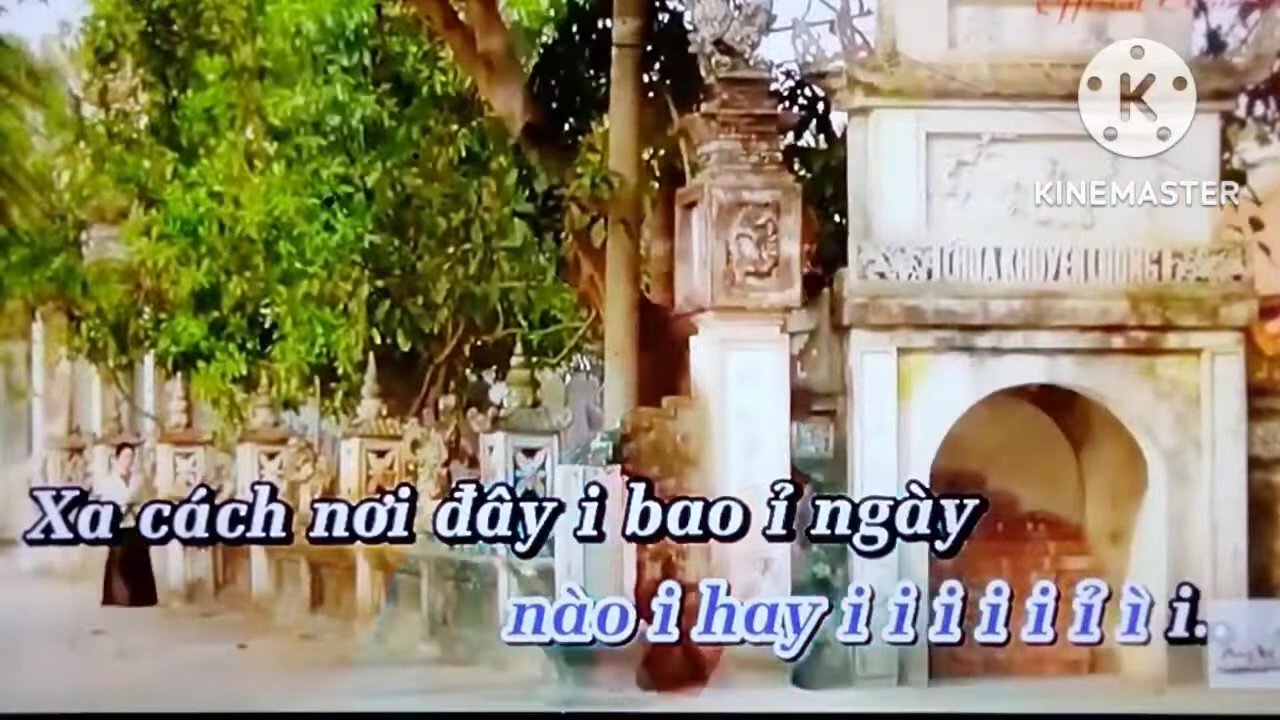 K
KINEMASTER
Xa cách nơi đây i bao ỉ ngày
nào i hay i i i i i ỉ ì i.